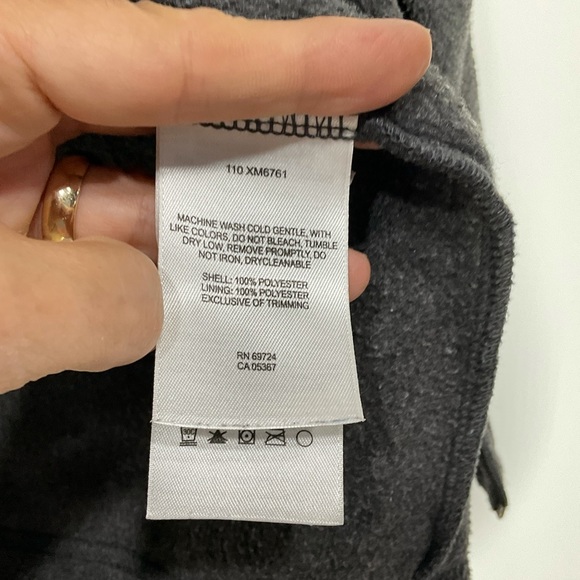 110 XM6761
MACHINE WASH COLD GENTLE, WITH
LIKE COLORS, DO NOT BLEACH, TUMBLE
DRY LOW, REMOVE PROMPTLY, DO
NOT IRON, DRYCLEANABLE
SHELL: 100% POLYESTER
LINING: 100% POLYESTER
EXCLUSIVE OF TRIMMING
RN 69724
CA 05367